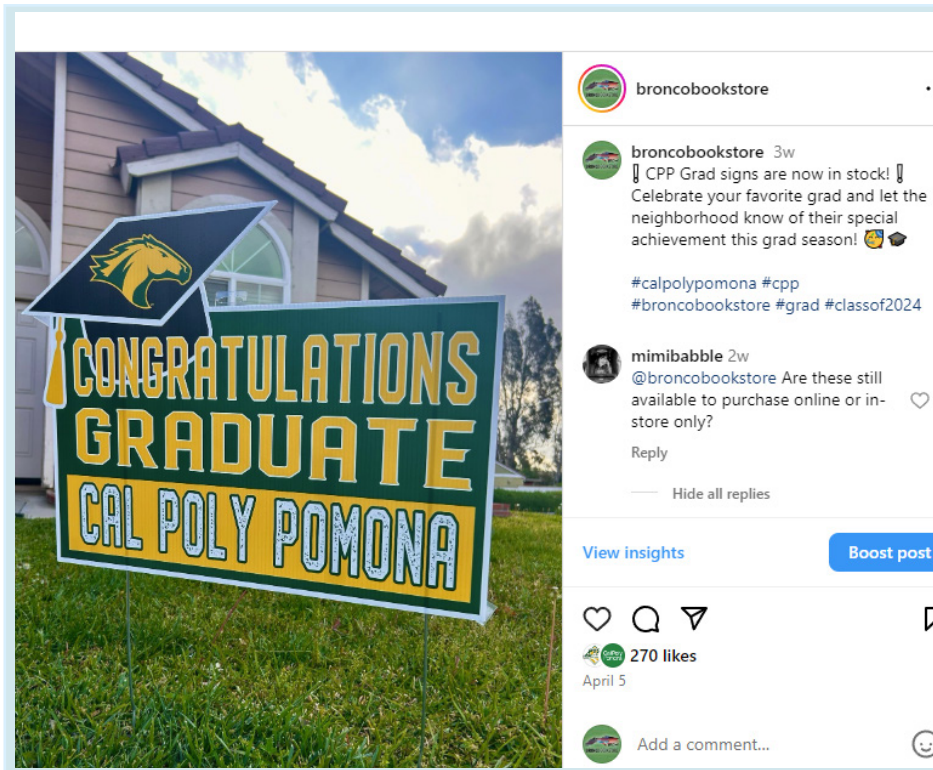 broncobookstore
broncobookstore 3w
❕ CPP Grad signs are now in stock! ❕
Celebrate your favorite grad and let the
neighborhood know of their special
achievement this grad season! 🥳🎓
#calpolypomona #cpp
#broncobookstore #grad #classof2024
mimibabble 2w
@broncobookstore Are these still
available to purchase online or in-
store only?
Reply
Hide all replies
View insights
Boost post
270 likes
April 5
Add a comment...
CONGRATULATIONS
GRADUATE
CAL POLY POMONA